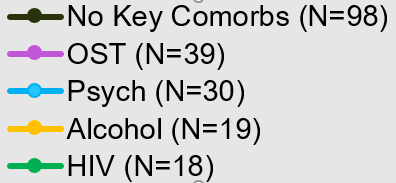 No Key Comorbs (N=98)
OST (N=39)
Psych (N=30)
Alcohol (N=19)
HIV (N=18)